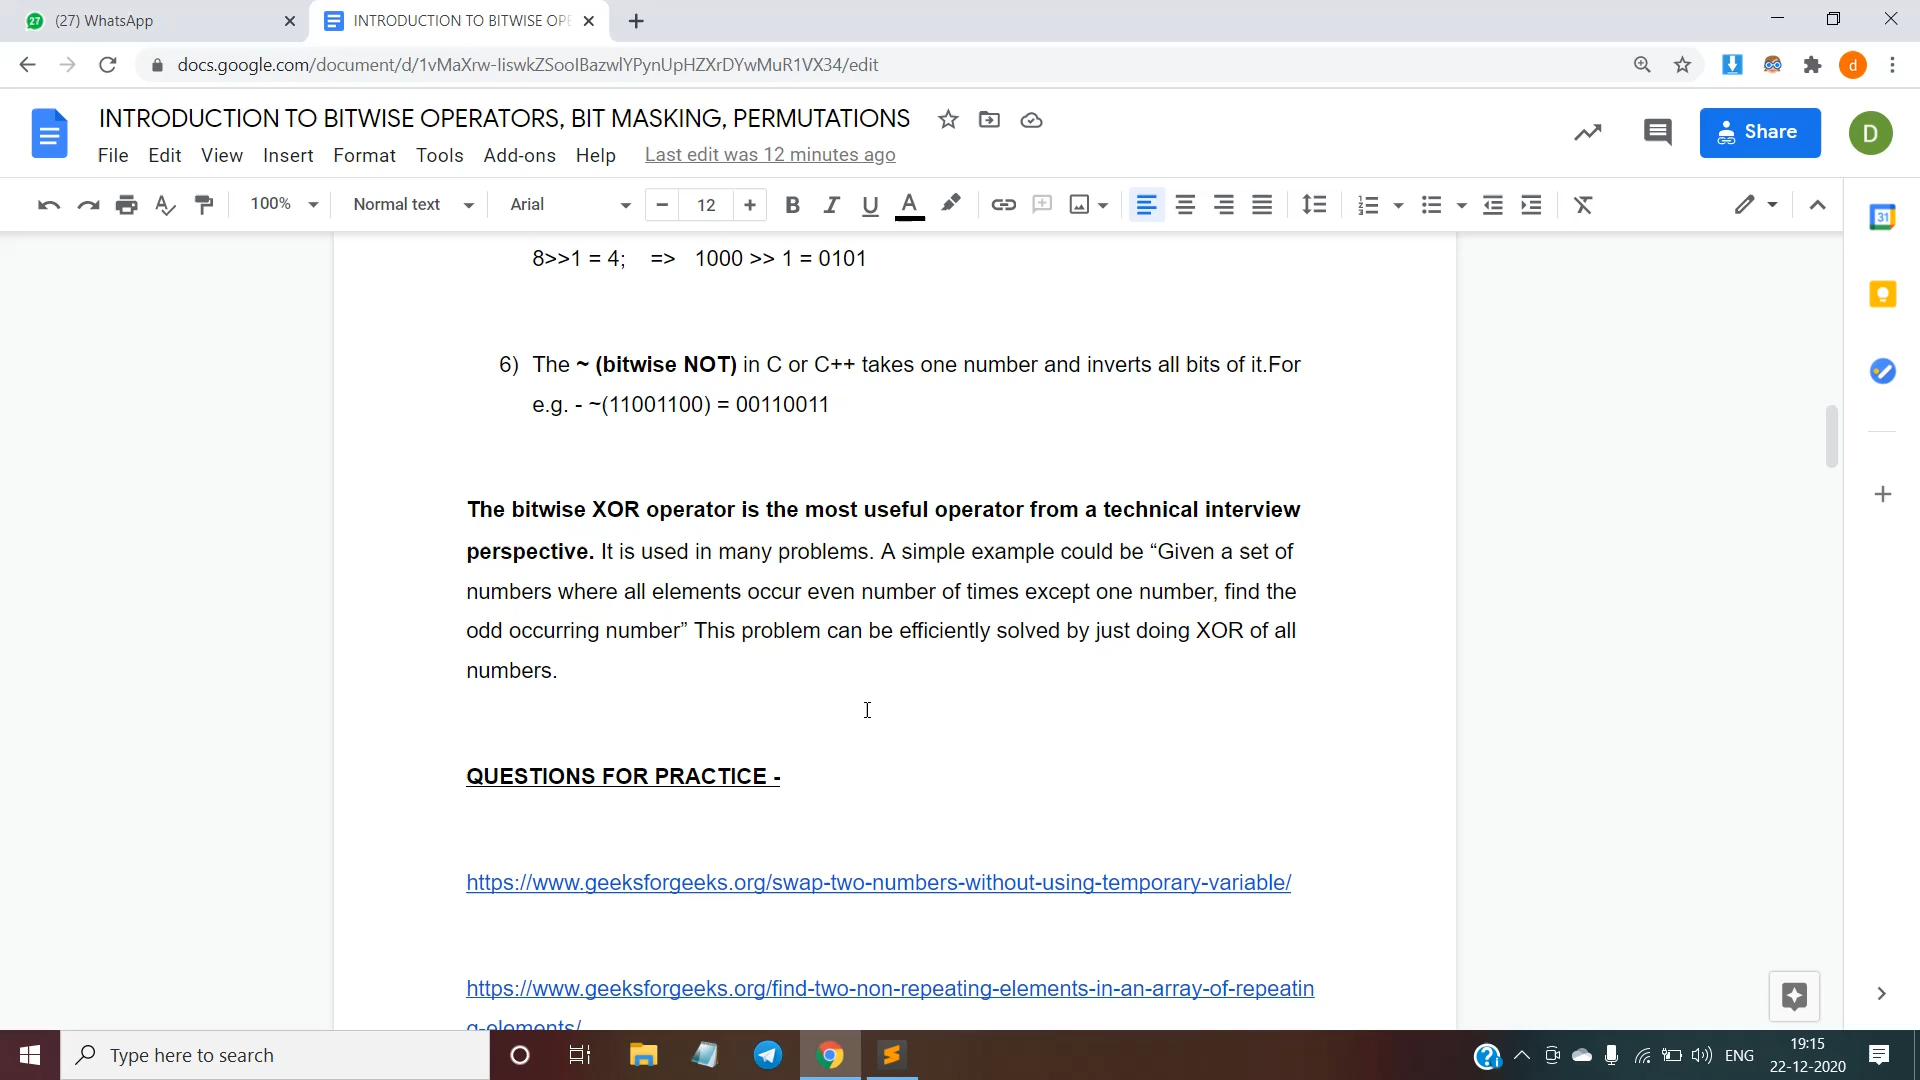 (27) WhatsApp
INTRODUCTION TO BITWISE OPE
docs.google.com/document/d/1vMaXrw-IiswkZSooIBazwlYPynUpHZXrDYwMuR1VX34/edit
d
INTRODUCTION TO BITWISE OPERATORS, BIT MASKING, PERMUTATIONS
Share
D
File Edit View Insert Format Tools Add-ons Help Last edit was 12 minutes ago
100% Normal text Arial 12
8>>1 = 4; => 1000 >> 1 = 0101
6) The ~ (bitwise NOT) in C or C++ takes one number and inverts all bits of it.For
e.g. - ~(11001100) = 00110011
The bitwise XOR operator is the most useful operator from a technical interview
perspective. It is used in many problems. A simple example could be “Given a set of
numbers where all elements occur even number of times except one number, find the
odd occurring number” This problem can be efficiently solved by just doing XOR of all
numbers.
QUESTIONS FOR PRACTICE -
https://www.geeksforgeeks.org/swap-two-numbers-without-using-temporary-variable/
https://www.geeksforgeeks.org/find-two-non-repeating-elements-in-an-array-of-repeatin
g-elements/
Type here to search
ENG
19:15
22-12-2020